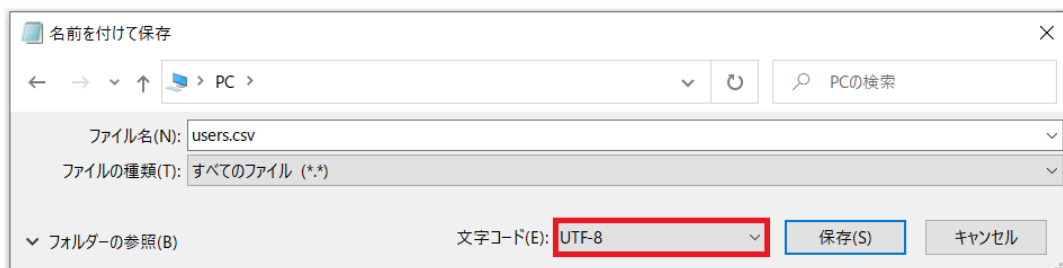 名前を付けて保存
PC
PCの検索
ファイル名(N): users.csv
ファイルの種類(T): すべてのファイル (*.*)
フォルダーの参照(B) 文字コード(E): UTF-8 保存(S) キャンセル